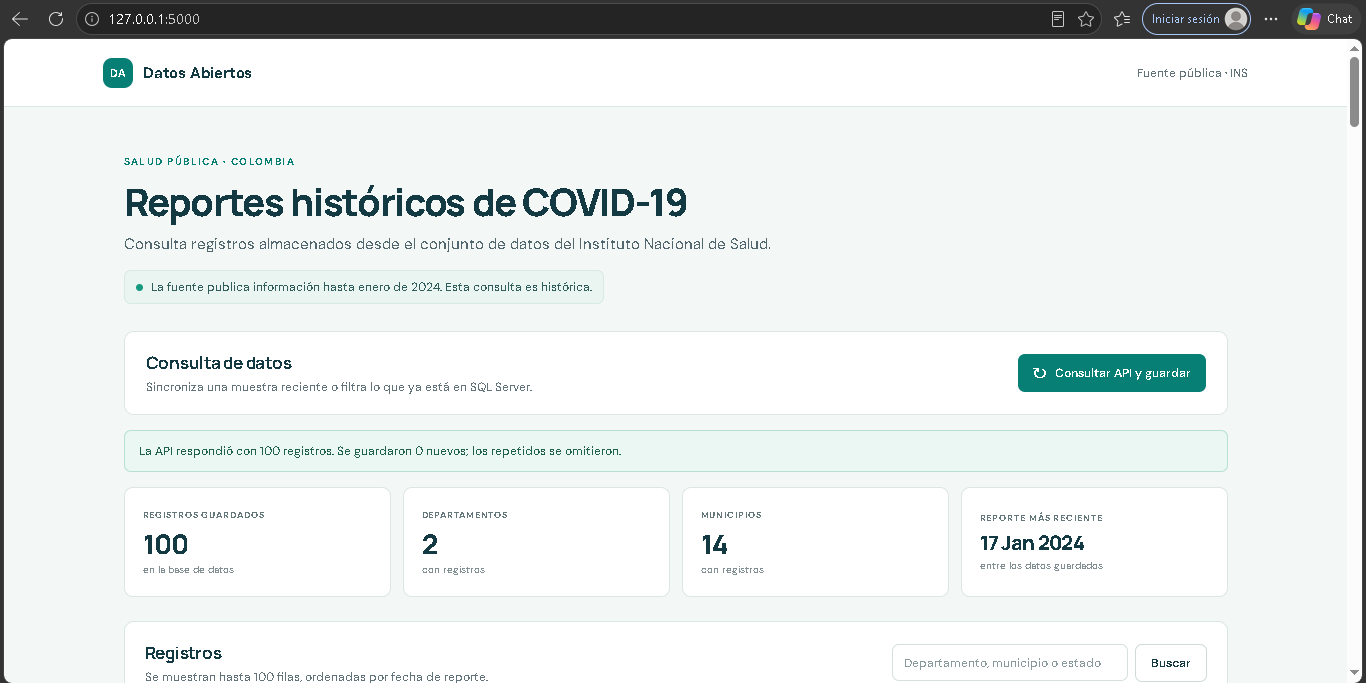 127.0.0.1:5000
Iniciar sesión
Chat
DA
Datos Abiertos
Fuente pública · INS
SALUD PÚBLICA · COLOMBIA
Reportes históricos de COVID-19
Consulta registros almacenados desde el conjunto de datos del Instituto Nacional de Salud.
La fuente publica información hasta enero de 2024. Esta consulta es histórica.
Consulta de datos
Sincroniza una muestra reciente o filtra lo que ya está en SQL Server.
↻ Consultar API y guardar
La API respondió con 100 registros. Se guardaron 0 nuevos; los repetidos se omitieron.
REGISTROS GUARDADOS
100
en la base de datos
DEPARTAMENTOS
2
con registros
MUNICIPIOS
14
con registros
REPORTE MÁS RECIENTE
17 Jan 2024
entre los datos guardados
Registros
Se muestran hasta 100 filas, ordenadas por fecha de reporte.
Departamento, municipio o estado
Buscar